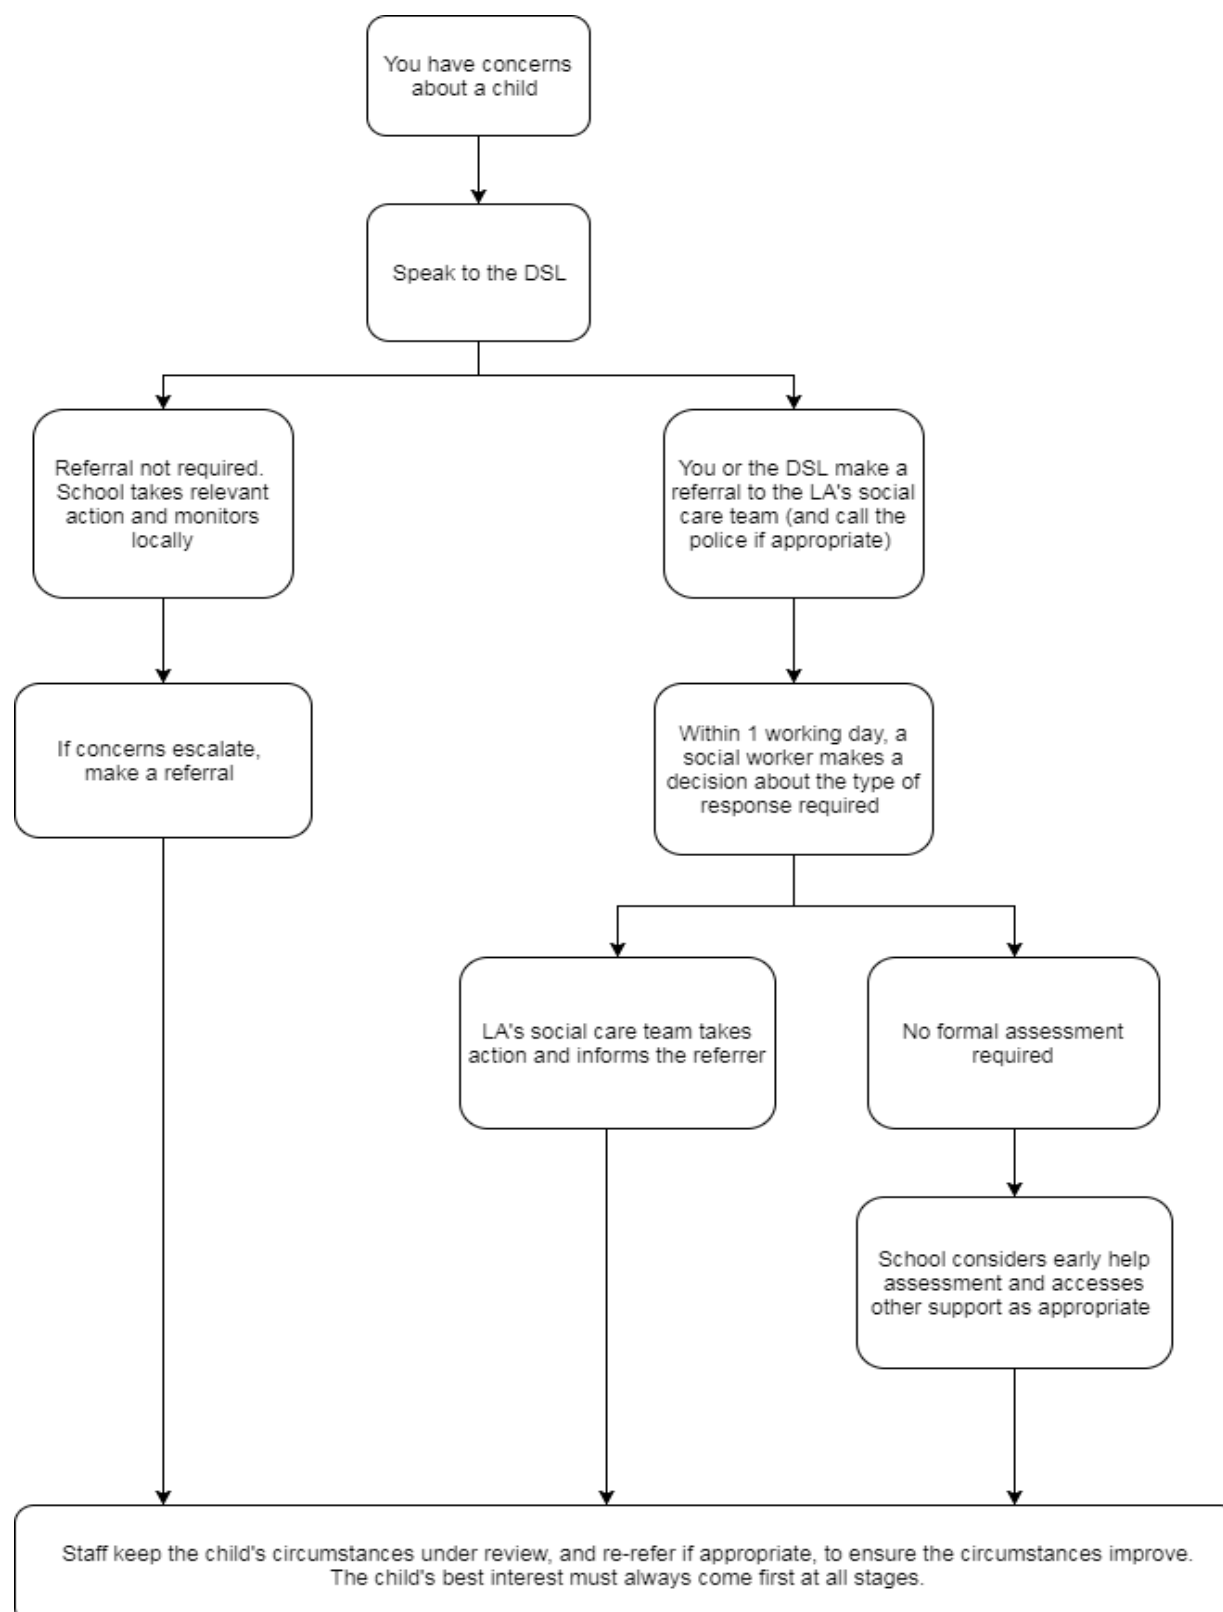 You have concerns
about a child
Speak to the DSL
Referral not required.
School takes relevant
action and monitors
locally
You or the DSL make a
referral to the LA's social
care team (and call the
police if appropriate)
If concerns escalate,
make a referral
Within 1 working day, a
social worker makes a
decision about the type of
response required
LA's social care team takes
action and informs the referrer
No formal assessment
required
School considers early help
assessment and accesses
other support as appropriate
Staff keep the child's circumstances under review, and re-refer if appropriate, to ensure the circumstances improve.
The child's best interest must always come first at all stages.